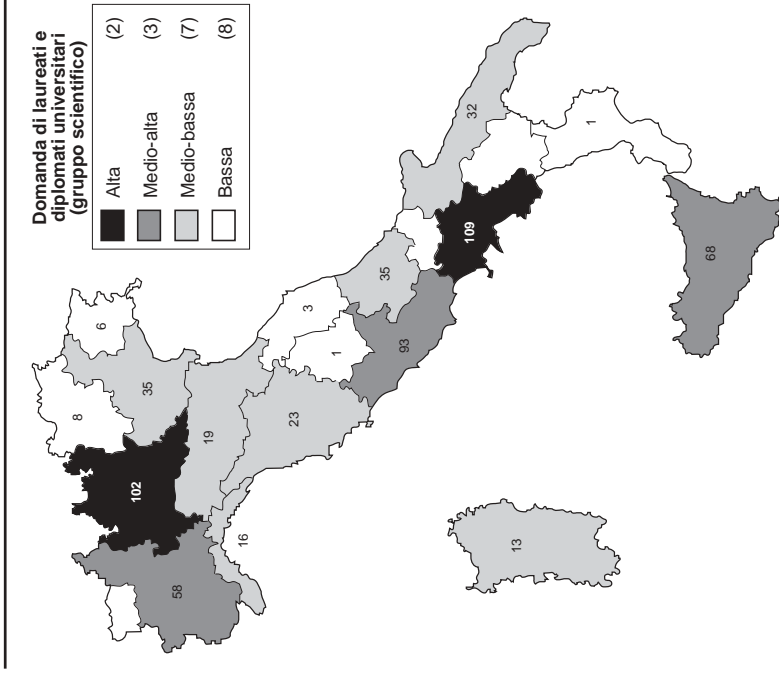 Domanda di laureati e
diplomati universitari
(gruppo scientifico)
Alta (2)
Medio-alta (3)
Medio-bassa (7)
Bassa (8)
6
8
35
102
58
19
16
23
3
1
35
93
109
32
1
68
13